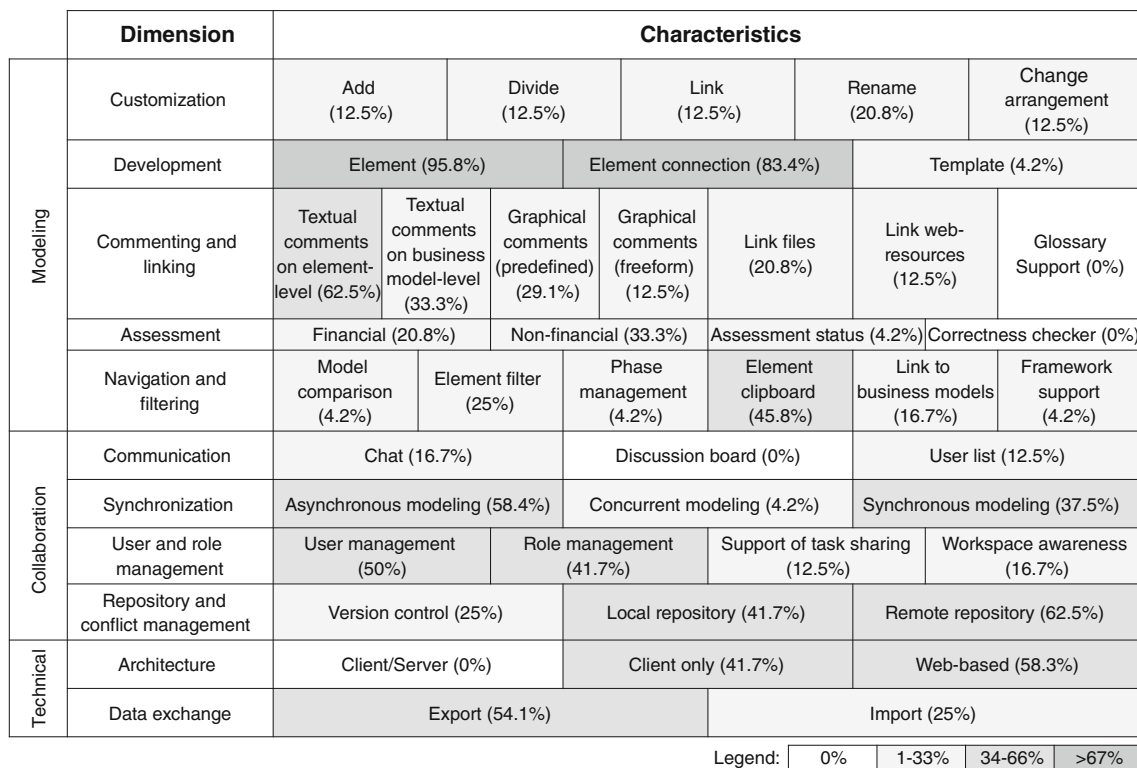 Dimension
Characteristics
Modeling
Customization
Add
(12.5%)
Divide
(12.5%)
Link
(12.5%)
Rename
(20.8%)
Change
arrangement
(12.5%)
Development
Element (95.8%)
Element connection (83.4%)
Template (4.2%)
Commenting and
linking
Textual
comments
on element-
level (62.5%)
Textual
comments
on business
model-level
(33.3%)
Graphical
comments
(predefined)
(29.1%)
Graphical
comments
(freeform)
(12.5%)
Link files
(20.8%)
Link web-
resources
(12.5%)
Glossary
Support (0%)
Assessment
Financial (20.8%)
Non-financial (33.3%)
Assessment status (4.2%)
Correctness checker (0%)
Navigation and
filtering
Model
comparison
(4.2%)
Element filter
(25%)
Phase
management
(4.2%)
Element
clipboard
(45.8%)
Link to
business models
(16.7%)
Framework
support
(4.2%)
Collaboration
Communication
Chat (16.7%)
Discussion board (0%)
User list (12.5%)
Synchronization
Asynchronous modeling (58.4%)
Concurrent modeling (4.2%)
Synchronous modeling (37.5%)
User and role
management
User management
(50%)
Role management
(41.7%)
Support of task sharing
(12.5%)
Workspace awareness
(16.7%)
Repository and
conflict management
Version control (25%)
Local repository (41.7%)
Remote repository (62.5%)
Technical
Architecture
Client/Server (0%)
Client only (41.7%)
Web-based (58.3%)
Data exchange
Export (54.1%)
Import (25%)
Legend: 0% 1-33% 34-66% >67%